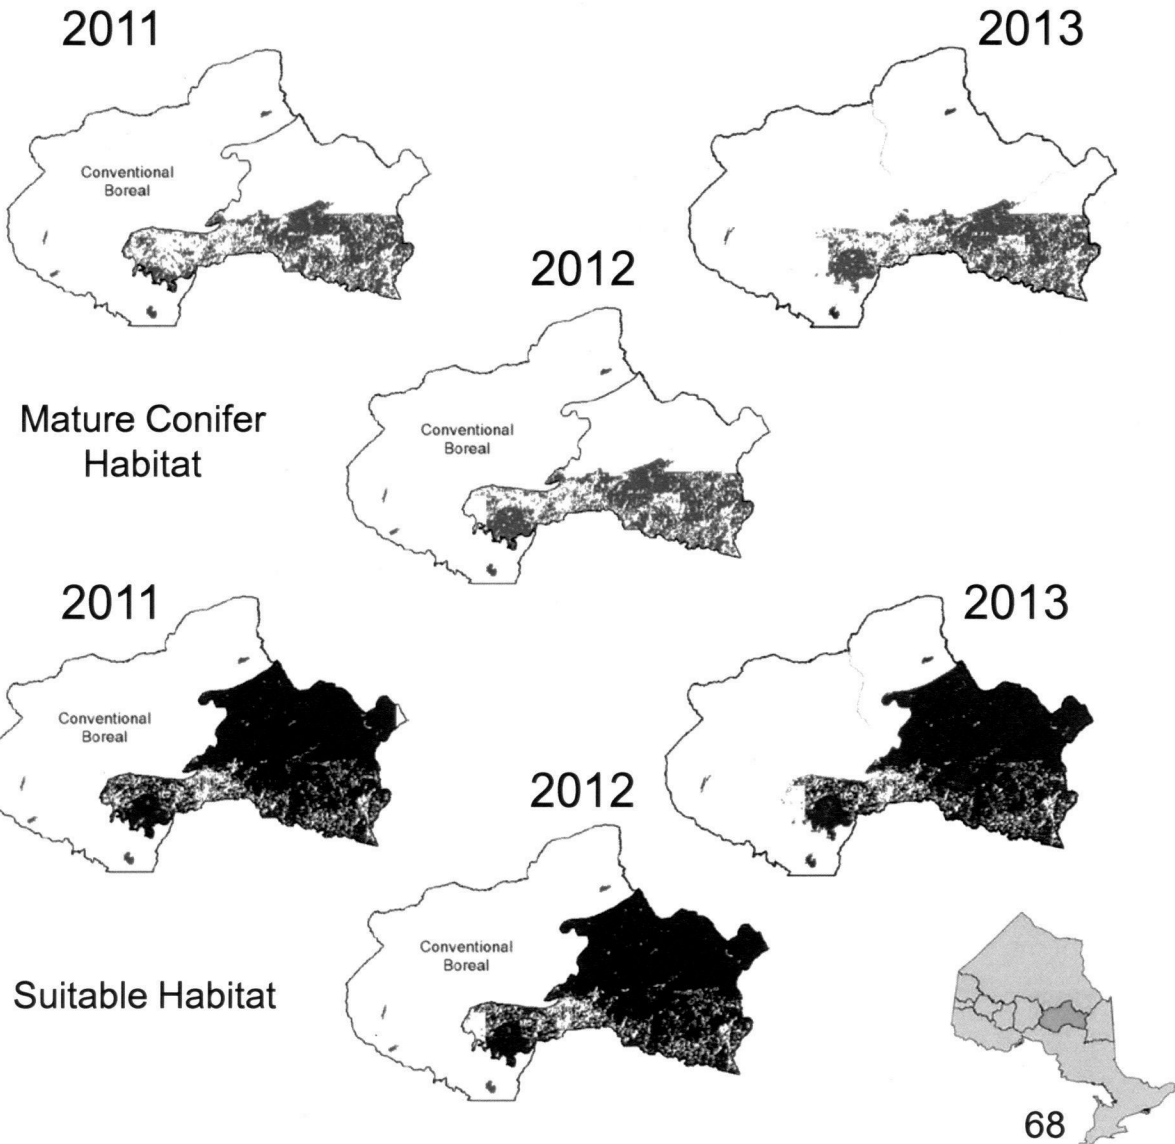 2011
2013
Conventional
Boreal
2012
Mature Conifer
Habitat
Conventional
Boreal
2011
2013
Conventional
Boreal
2012
Conventional
Boreal
Suitable Habitat
68